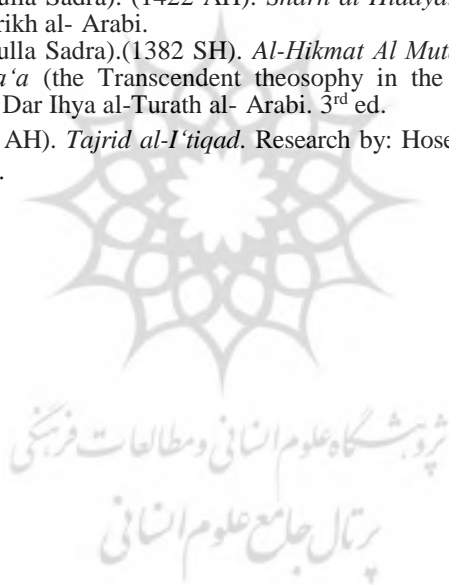 ulla Sadra). (1422 AH). Sharh al-Hidaya
rikh al- Arabi.
ulla Sadra).(1382 SH). Al-Hikmat Al Mut
a‘a (the Transcendent theosophy in the
Dar Ihya al-Turath al- Arabi. 3rd ed.
AH). Tajrid al-I‘tiqad. Research by: Hose
.
پژوهشگاه علوم انسانی و مطالعات فرهنگی
پرتال جامع علوم انسانی